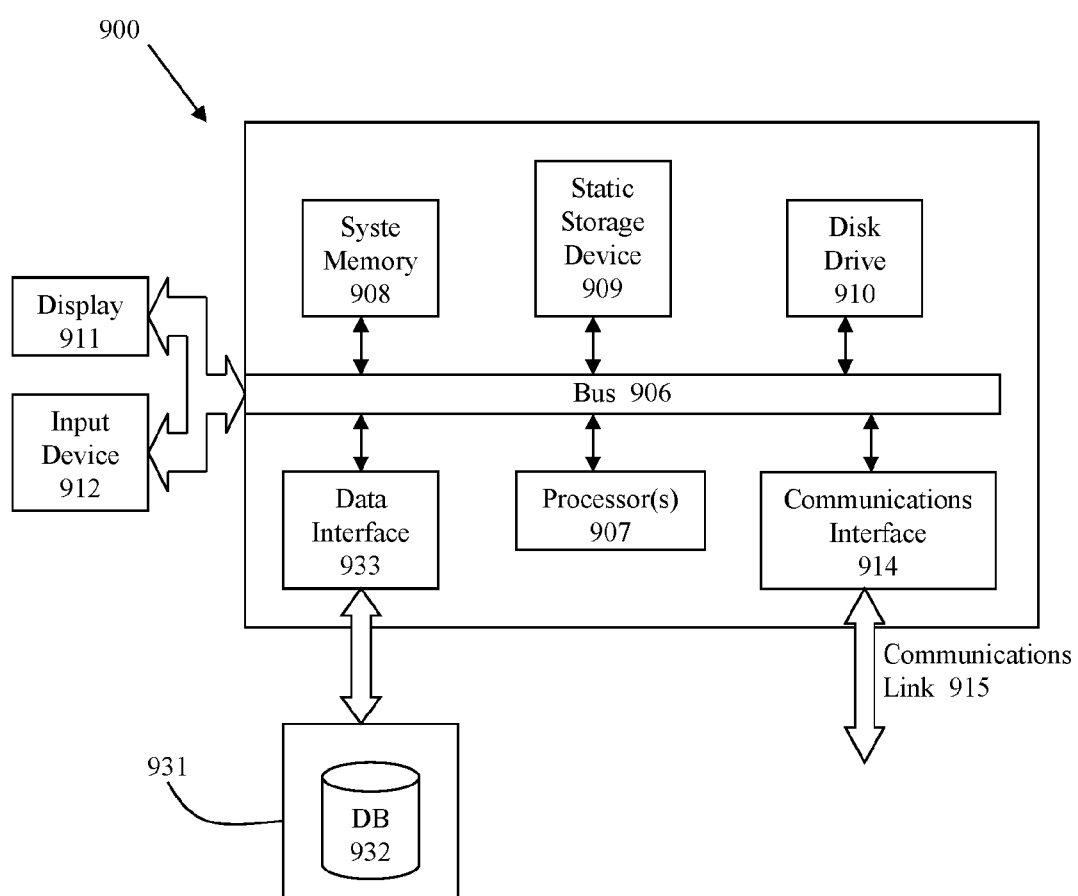 900
Syste
Memory
908
Static
Storage
Device
909
Disk
Drive
910
Display
911
Input
Device
912
Bus 906
Data
Interface
933
Processor(s)
907
Communications
Interface
914
Communications
Link 915
931
DB
932